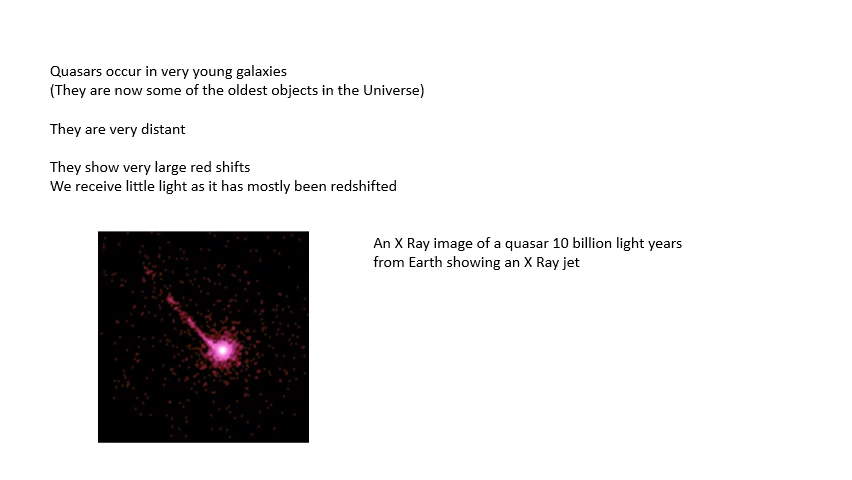 Quasars occur in very young galaxies
(They are now some of the oldest objects in the Universe)
They are very distant
They show very large red shifts
We receive little light as it has mostly been redshifted
An X Ray image of a quasar 10 billion light years
from Earth showing an X Ray jet